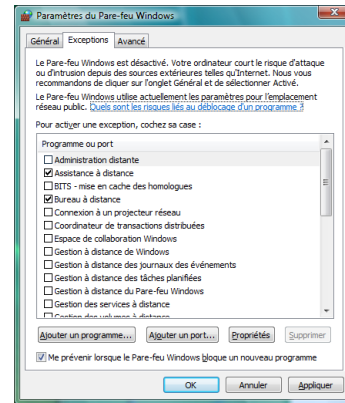 Paramètres du Pare-feu Windows
Général Exceptions Avancé
Le Pare-feu Windows est désactivé. Votre ordinateur court le risque d'attaque
ou d'intrusion depuis des sources extérieures telles qu'Internet. Nous vous
recommandons de cliquer sur l'onglet Général et de sélectionner Activé.
Le Pare-feu Windows utilise actuellement les paramètres pour l'emplacement
réseau public. Quels sont les risques liés au déblocage d'un programme ?
Pour activer une exception, cochez sa case :
Programme ou port
Administration distante
Assistance à distance
BITS - mise en cache des homologues
Bureau à distance
Connexion à un projecteur réseau
Coordinateur de transactions distribuées
Espace de collaboration Windows
Gestion à distance de Windows
Gestion à distance des journaux des événements
Gestion à distance des tâches planifiées
Gestion à distance du Pare-feu Windows
Gestion des services à distance
Gestion des volumes à distance
Ajouter un programme... Ajouter un port... Propriétés Supprimer
Me prévenir lorsque le Pare-feu Windows bloque un nouveau programme
OK Annuler Appliquer